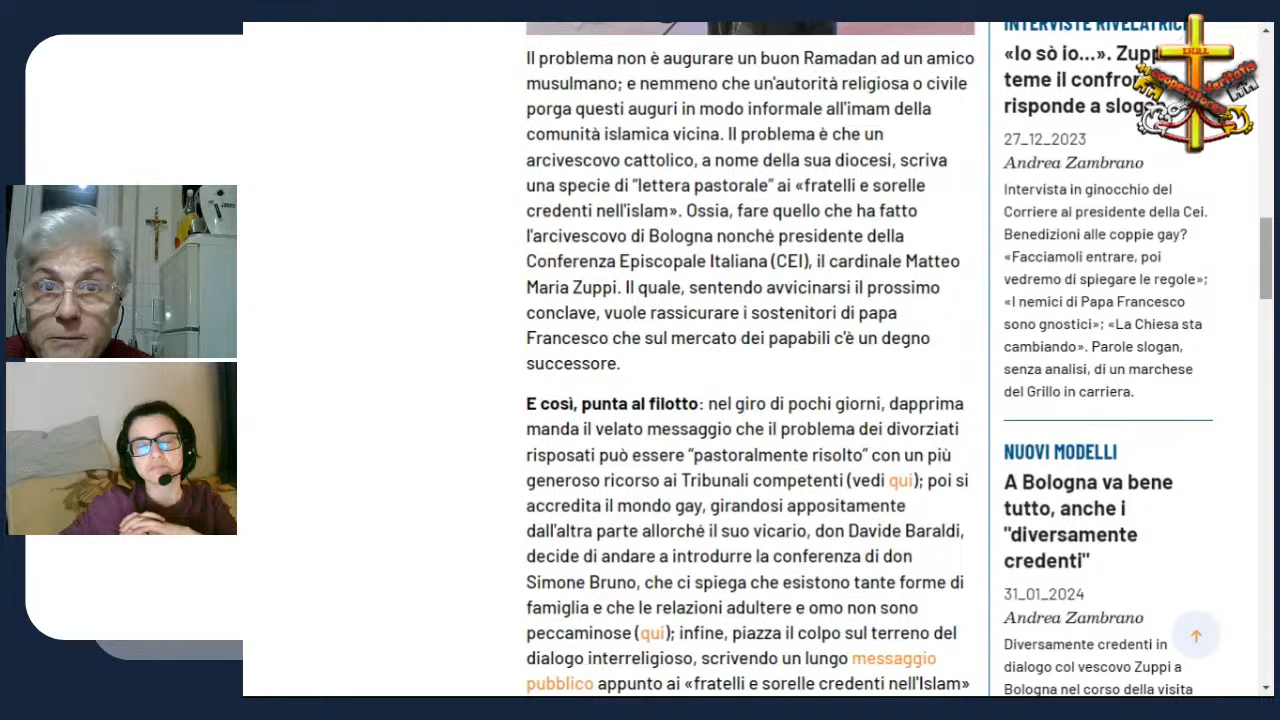 Il problema non è augurare un buon Ramadan ad un amico
musulmano; e nemmeno che un'autorità religiosa o civile
porga questi auguri in modo informale all'imam della
comunità islamica vicina. Il problema è che un
arcivescovo cattolico, a nome della sua diocesi, scriva
una specie di “lettera pastorale” ai «fratelli e sorelle
credenti nell'islam». Ossia, fare quello che ha fatto
l'arcivescovo di Bologna nonché presidente della
Conferenza Episcopale Italiana (CEI), il cardinale Matteo
Maria Zuppi. Il quale, sentendo avvicinarsi il prossimo
conclave, vuole rassicurare i sostenitori di papa
Francesco che sul mercato dei papabili c'è un degno
successore.
E così, punta al filotto: nel giro di pochi giorni, dapprima
manda il velato messaggio che il problema dei divorziati
risposati può essere “pastoralmente risolto” con un più
generoso ricorso ai Tribunali competenti (vedi qui); poi si
accredita il mondo gay, girandosi appositamente
dall'altra parte allorché il suo vicario, don Davide Baraldi,
decide di andare a introdurre la conferenza di don
Simone Bruno, che ci spiega che esistono tante forme di
famiglia e che le relazioni adultere e omo non sono
peccaminose (qui); infine, piazza il colpo sul terreno del
dialogo interreligioso, scrivendo un lungo messaggio
pubblico appunto ai «fratelli e sorelle credenti nell'Islam»
INTERVISTE RIVELATRICI
«Io sò io...». Zuppi
teme il
risponde a
27_12_2023
Andrea Zambrano
Intervista in ginocchio del
Corriere al presidente della Cei.
Benedizioni alle coppie gay?
«Facciamoli entrare, poi
vedremo di spiegare le regole»;
«I nemici di Papa Francesco
sono gnostici»; «La Chiesa sta
cambiando». Parole slogan,
senza analisi, di un marchese
del Grillo in carriera.
NUOVI MODELLI
A Bologna va bene
tutto, anche i
"diversamente
credenti"
31_01_2024
Andrea Zambrano
Diversamente credenti in
dialogo col vescovo Zuppi a
Bologna nel corso della visita
I.N.R.I.
cooperatores Veritatis